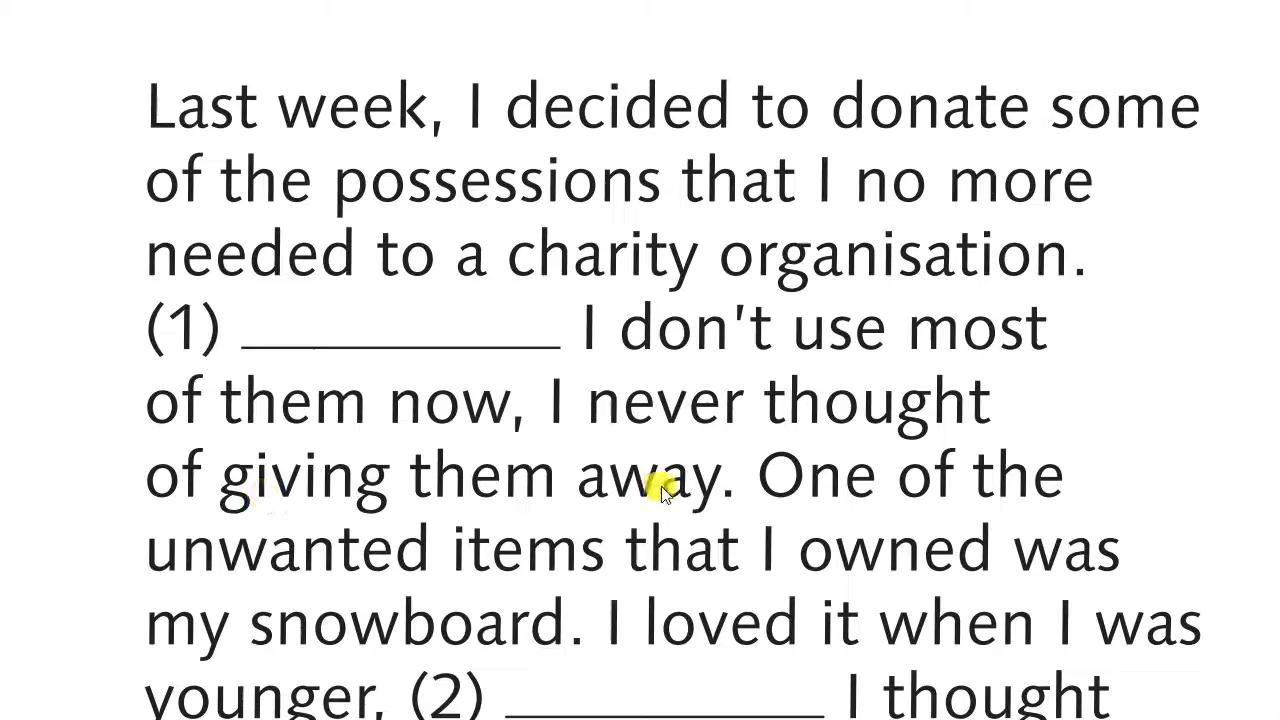 Last week, I decided to donate some
of the possessions that I no more
needed to a charity organisation.
(1) __________ I don't use most
of them now, I never thought
of giving them away. One of the
unwanted items that I owned was
my snowboard. I loved it when I was
younger, (2) __________ I thought